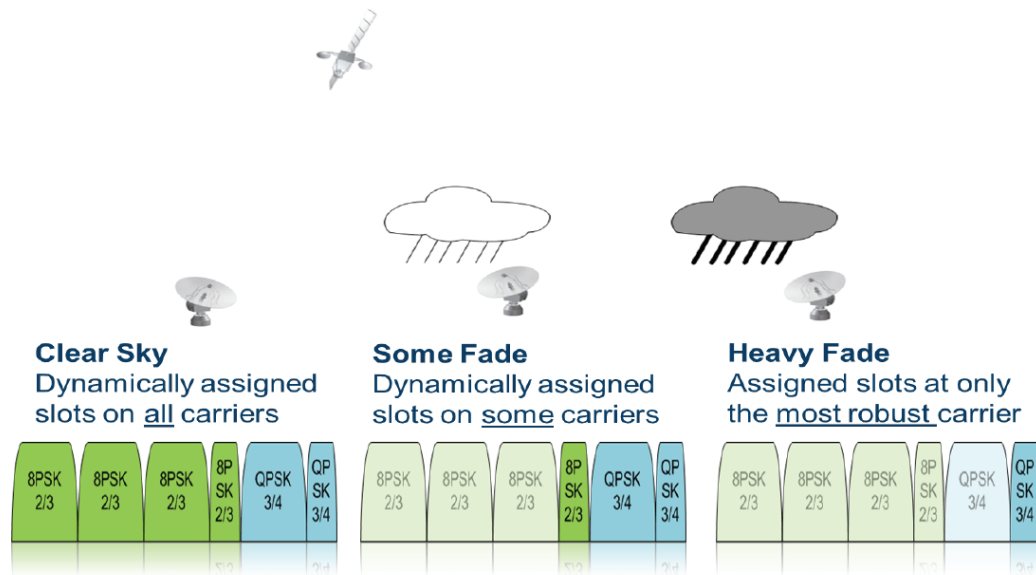 Clear Sky
Dynamically assigned
slots on all carriers
8PSK
2/3
8PSK
2/3
8PSK
2/3
8P
SK
2/3
QPSK
3/4
QP
SK
3/4
Some Fade
Dynamically assigned
slots on some carriers
8PSK
2/3
8PSK
2/3
8PSK
2/3
8P
SK
2/3
QPSK
3/4
QP
SK
3/4
Heavy Fade
Assigned slots at only
the most robust carrier
8PSK
2/3
8PSK
2/3
8PSK
2/3
8P
SK
2/3
QPSK
3/4
QP
SK
3/4